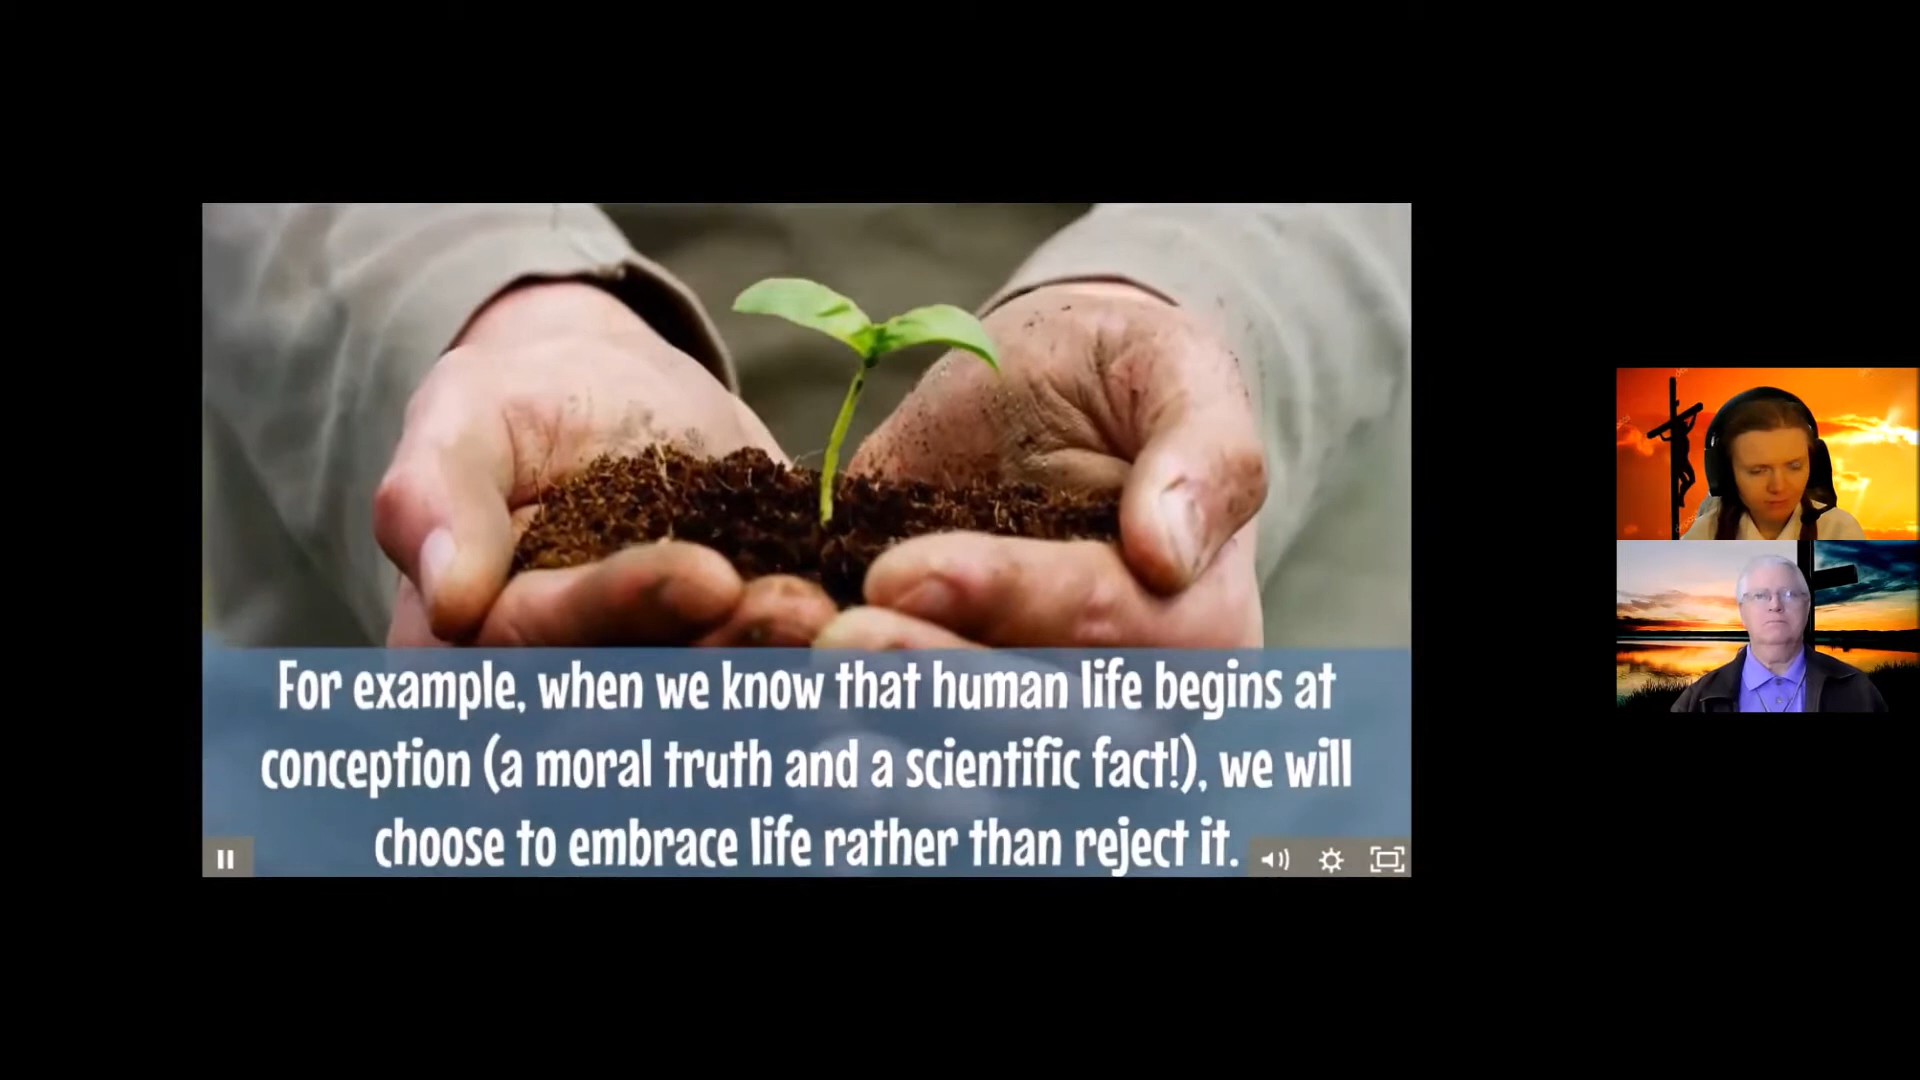 For example, when we know that human life begins at
conception (a moral truth and a scientific fact!), we will
choose to embrace life rather than reject it.